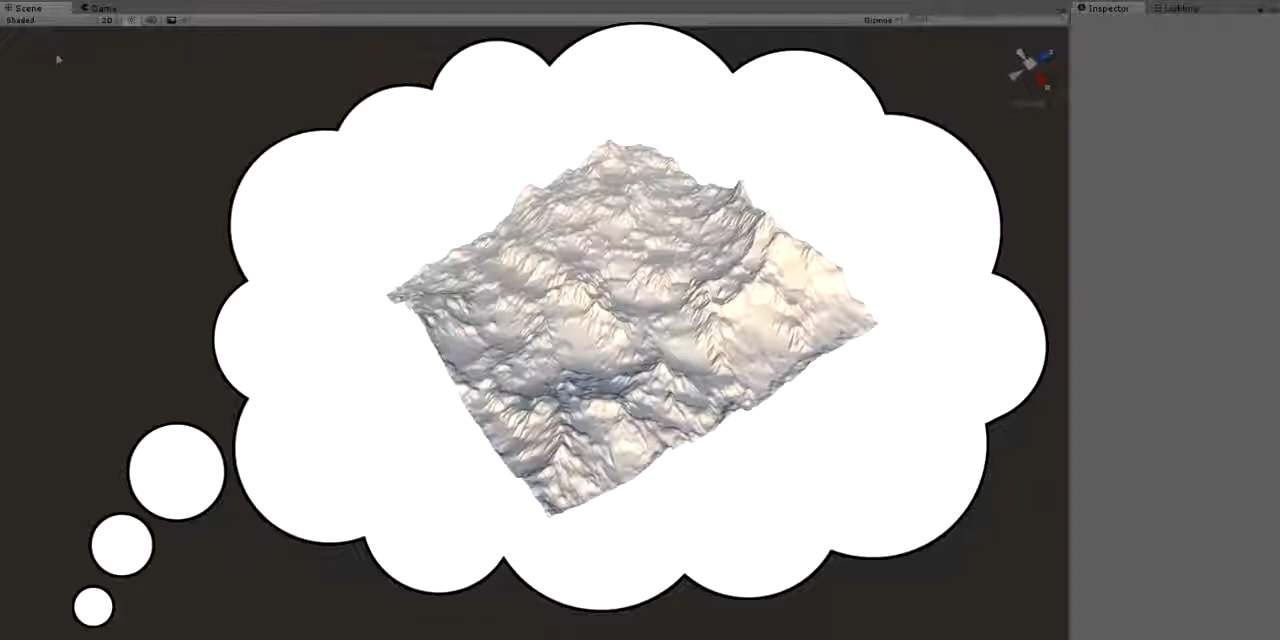 Scene
Game
Inspector
Lighting
Shaded
2D
Gizmos